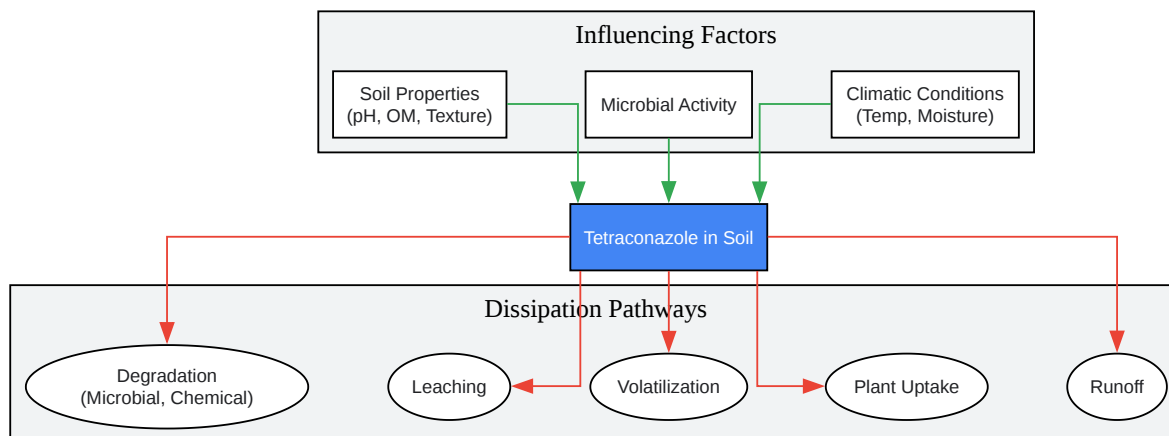 Influencing Factors
Soil Properties
(pH, OM, Texture)
Microbial Activity
Climatic Conditions
(Temp, Moisture)
Tetraconazole in Soil
Dissipation Pathways
Degradation
(Microbial, Chemical)
Leaching
Volatilization
Plant Uptake
Runoff